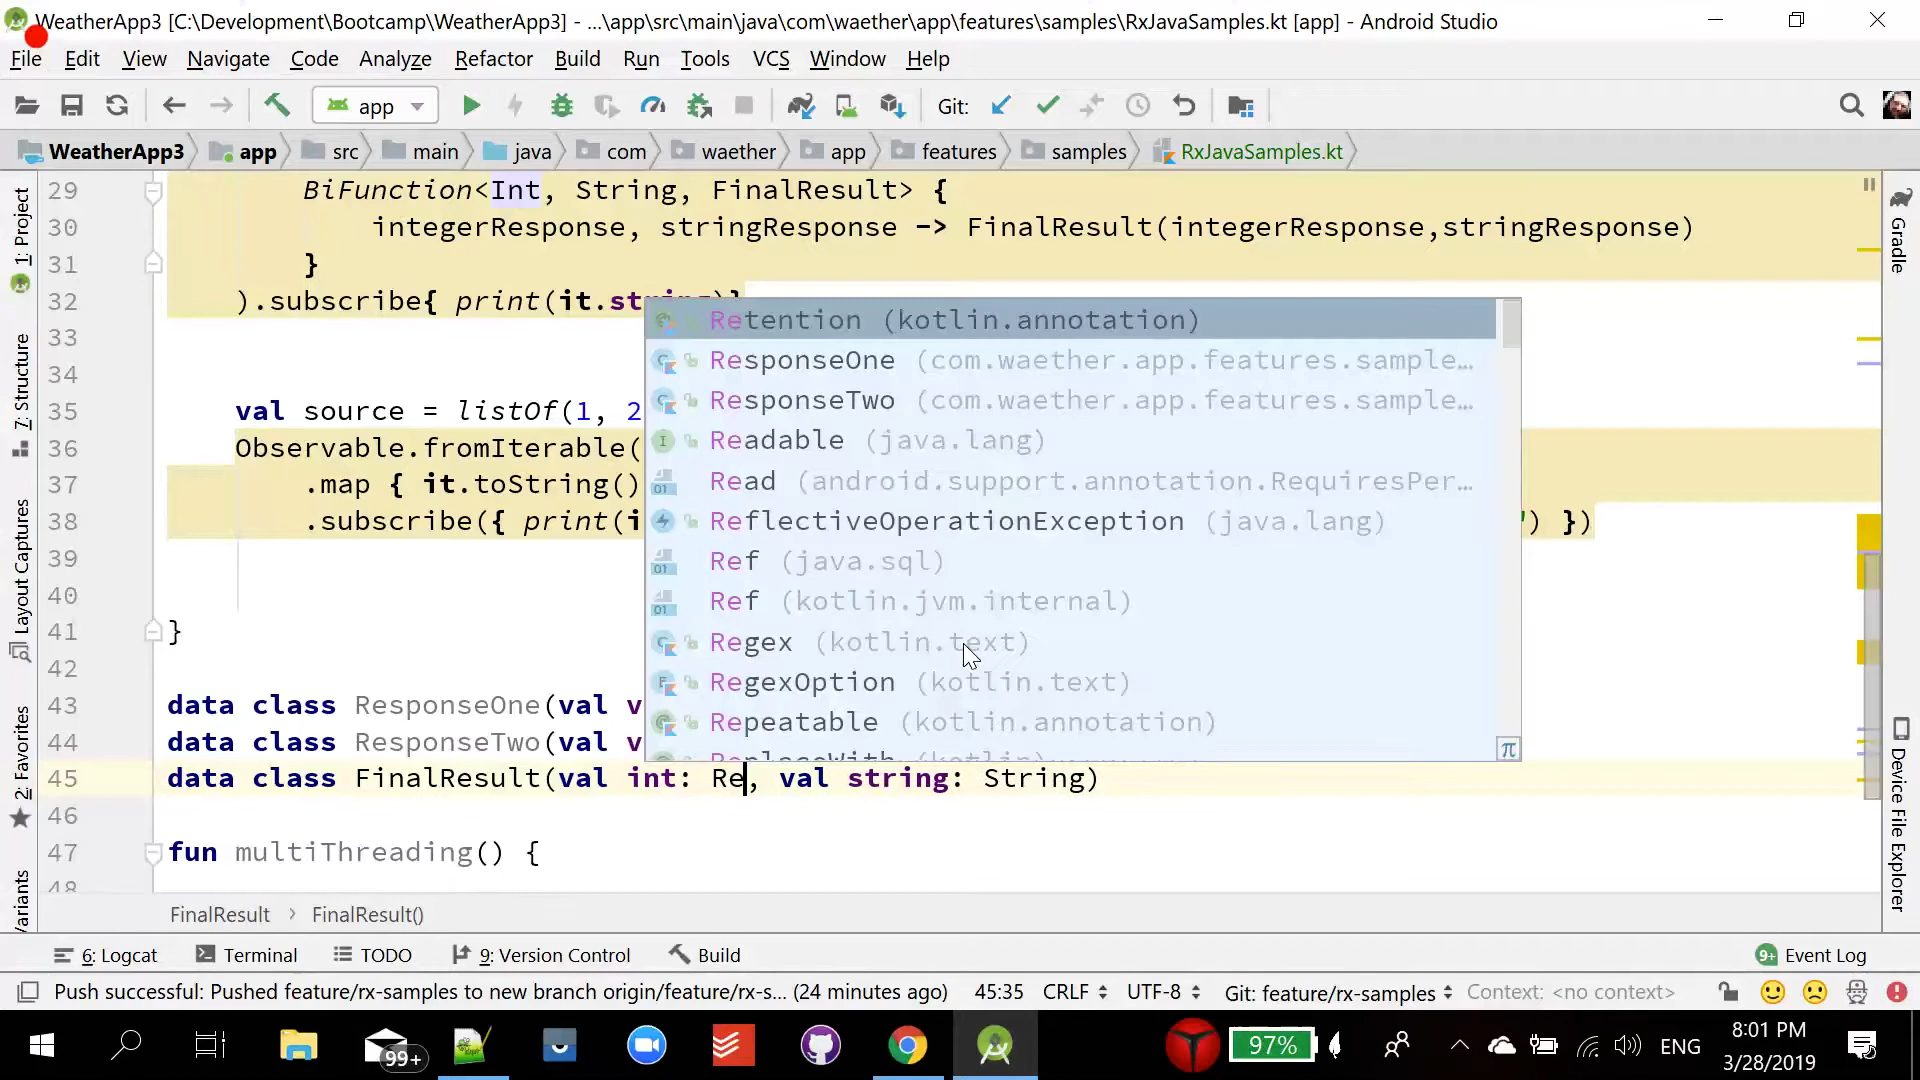 WeatherApp3 [C:\Development\Bootcamp\WeatherApp3] - ...\app\src\main\java\com\waether\app\features\samples\RxJavaSamples.kt [app] - Android Studio
File Edit View Navigate Code Analyze Refactor Build Run Tools VCS Window Help
app Git:
WeatherApp3 app src main java com waether app features samples RxJavaSamples.kt
29 BiFunction<Int, String, FinalResult> {
30 integerResponse, stringResponse -> FinalResult(integerResponse,stringResponse)
31 }
32 ).subscribe{ print(it.string)}
33
34
35 val source = listOf(1, 2
36 Observable.fromIterable(
37 .map { it.toString()
38 .subscribe({ print(i ") })
39
40
41 }
42
43 data class ResponseOne(val v
44 data class ResponseTwo(val v
45 data class FinalResult(val int: Re, val string: String)
46
47 fun multiThreading() {
48
Retention (kotlin.annotation)
ResponseOne (com.waether.app.features.sample...
ResponseTwo (com.waether.app.features.sample...
Readable (java.lang)
Read (android.support.annotation.RequiresPer...
ReflectiveOperationException (java.lang)
Ref (java.sql)
Ref (kotlin.jvm.internal)
Regex (kotlin.text)
RegexOption (kotlin.text)
Repeatable (kotlin.annotation)
ReplaceWith (kotlin)
π
FinalResult > FinalResult()
1: Project
7: Structure
Layout Captures
2: Favorites
Variants
Gradle
Device File Explorer
6: Logcat Terminal TODO 9: Version Control Build 9+ Event Log
Push successful: Pushed feature/rx-samples to new branch origin/feature/rx-s... (24 minutes ago) 45:35 CRLF UTF-8 Git: feature/rx-samples Context: <no context>
99+ 97% ENG 8:01 PM
3/28/2019